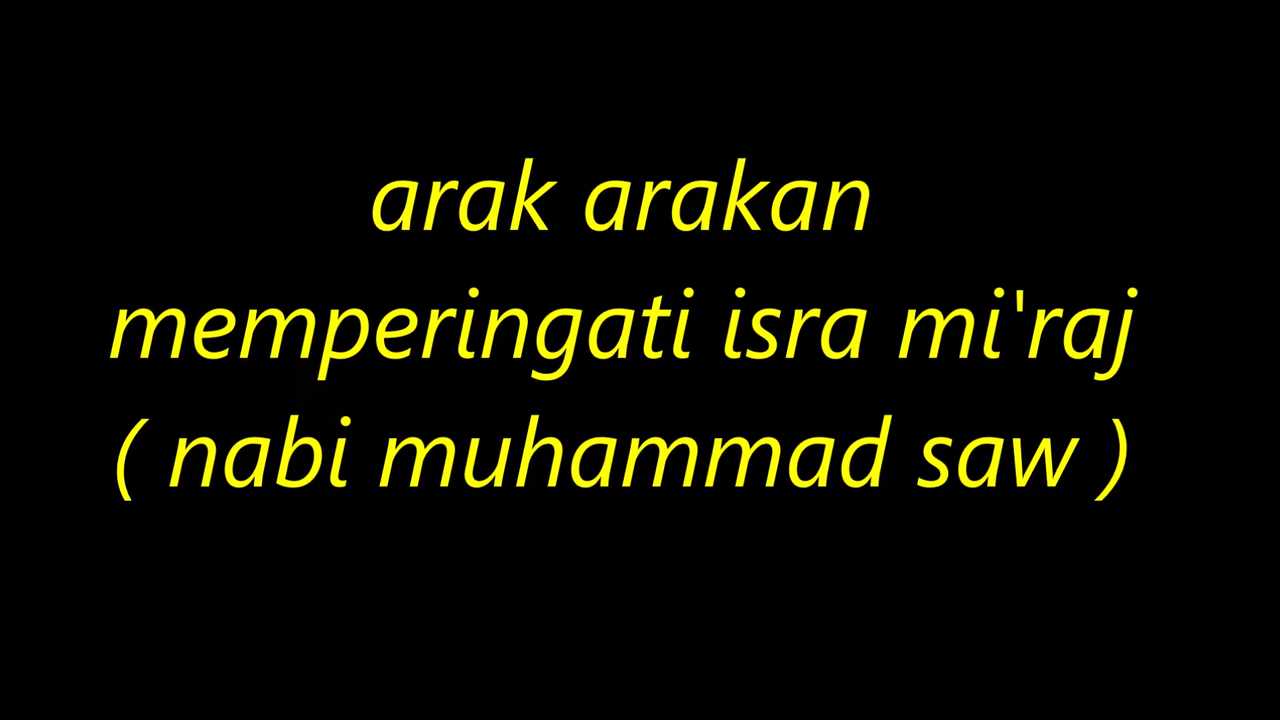 arak arakan
memperingati isra mi'raj
( nabi muhammad saw )